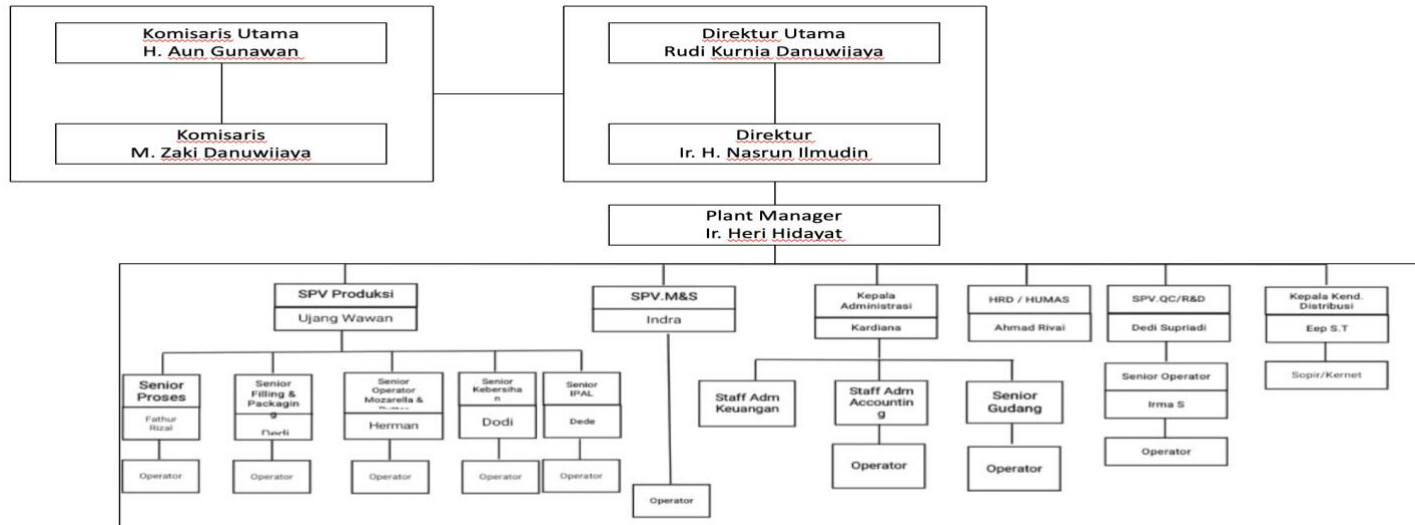 Komisaris Utama
H. Aun Gunawan
Direktur Utama
Rudi Kurnia Danuwijaya
Komisaris
M. Zaki Danuwijaya
Direktur
Ir. H. Nasrun Ilmudin
Plant Manager
Ir. Heri Hidayat
SPV Produksi
Ujang Wawan
SPV.M&S
Indra
Kepala
Administrasi
Kardiana
HRD / HUMAS
Ahmad Rivai
SPV.QC/R&D
Dedi Supriadi
Kepala Kend.
Distribusi
Eep S.T
Senior
Proses
Fathur
Rizal
Operator
Senior
Filling &
Packagin
g
Operator
Senior
Operator
Mozarella &
Herman
Operator
Senior
Kebersiha
n
Dodi
Operator
Senior
IPAL
Dede
Operator
Operator
Staff Adm
Keuangan
Staff Adm
Accountin
g
Operator
Senior
Gudang
Operator
Senior Operator
Irma S
Operator
Sopir/Kernet